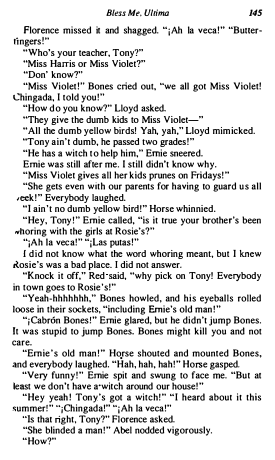 Bless Me, Ultima 145
Florence missed it and shagged. “¡Ah la veca!” “Butter-
fingers!”
“Who's your teacher, Tony?”
“Miss Harris or Miss Violet?”
“Don' know?”
“Miss Violet!” Bones cried out, “we all got Miss Violet!
Chingada, I told you!”
“How do you know?” Lloyd asked.
“They give the dumb kids to Miss Violet—”
“All the dumb yellow birds! Yah, yah,” Lloyd mimicked.
“Tony ain't dumb, he passed two grades!”
“He has a witch to help him,” Ernie sneered.
Ernie was still after me. I still didn't know why.
“Miss Violet gives all her kids prunes on Fridays!”
“She gets even with our parents for having to guard us all
week!” Everybody laughed.
“I ain't no dumb yellow bird!” Horse whinnied.
“Hey, Tony!” Ernie called, “is it true your brother's been
whoring with the girls at Rosie's?”
“¡Ah la veca!” “¡Las putas!”
I did not know what the word whoring meant, but I knew
Rosie's was a bad place. I did not answer.
“Knock it off,” Red said, “why pick on Tony! Everybody
in town goes to Rosie's!”
“Yeah-hhhhhhh,” Bones howled, and his eyeballs rolled
loose in their sockets, “including Ernie's old man!”
“¡Cabrón Bones!” Ernie glared, but he didn't jump Bones.
It was stupid to jump Bones. Bones might kill you and not
care.
“Ernie's old man!” Horse shouted and mounted Bones,
and everybody laughed. “Hah, hah, hah!” Horse gasped.
“Very funny!” Ernie spit and swung to face me. “But at
least we don't have a witch around our house!”
“Hey yeah! Tony's got a witch!” “I heard about it this
summer!” “¡Chingada!” “¡Ah la veca!”
“Is that right, Tony?” Florence asked.
“She blinded a man!” Abel nodded vigorously.
“How?”